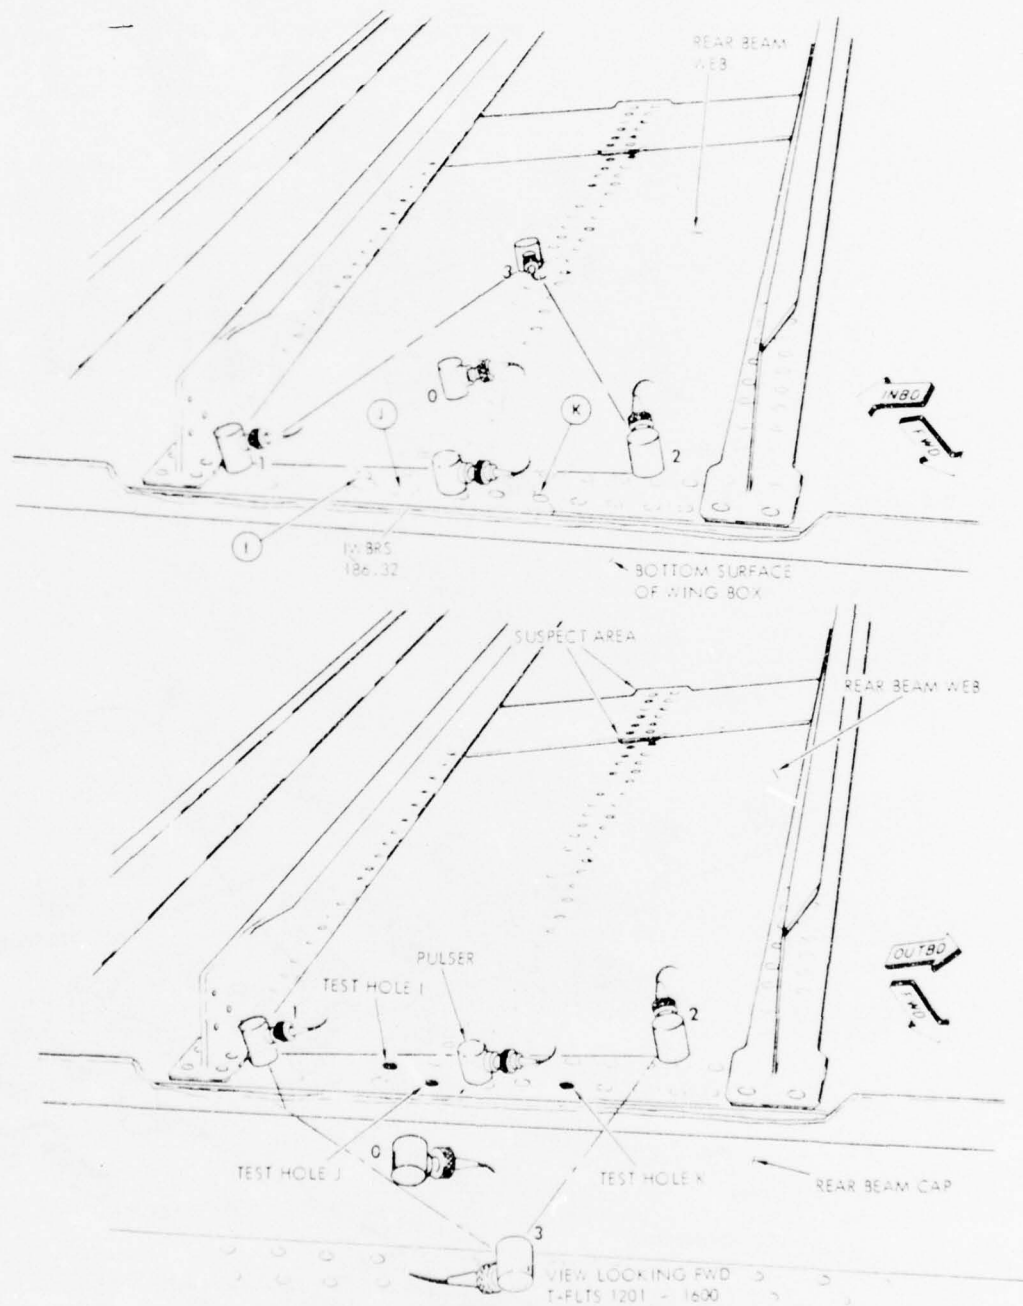 REAR BEAM
WEB
3
0
J
K
INBD
FWD
1
2
I
IWBRS
186.32
BOTTOM SURFACE
OF WING BOX
SUSPECT AREA
REAR BEAM WEB
PULSER
OUTBD
TEST HOLE I
FWD
1
2
0
TEST HOLE J
TEST HOLE K
REAR BEAM CAP
3
VIEW LOOKING FWD
T-FLTS 1201 - 1600